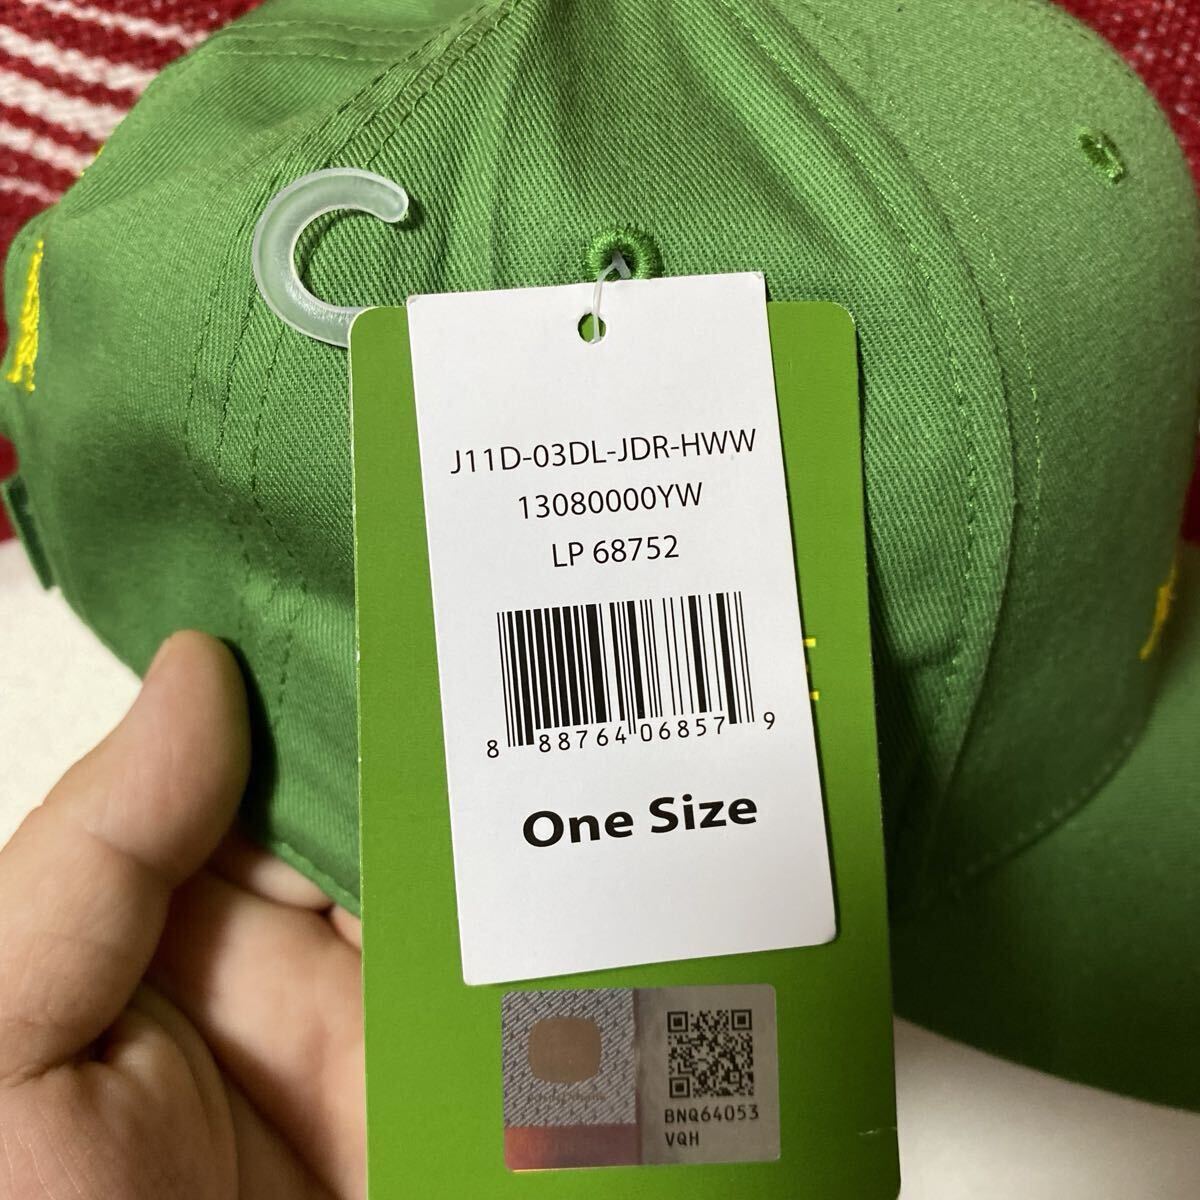 J11D-03DL-JDR-HWW
13080000YW
LP 68752
8 88764 06857 9
One Size
BNQ64053
VQH